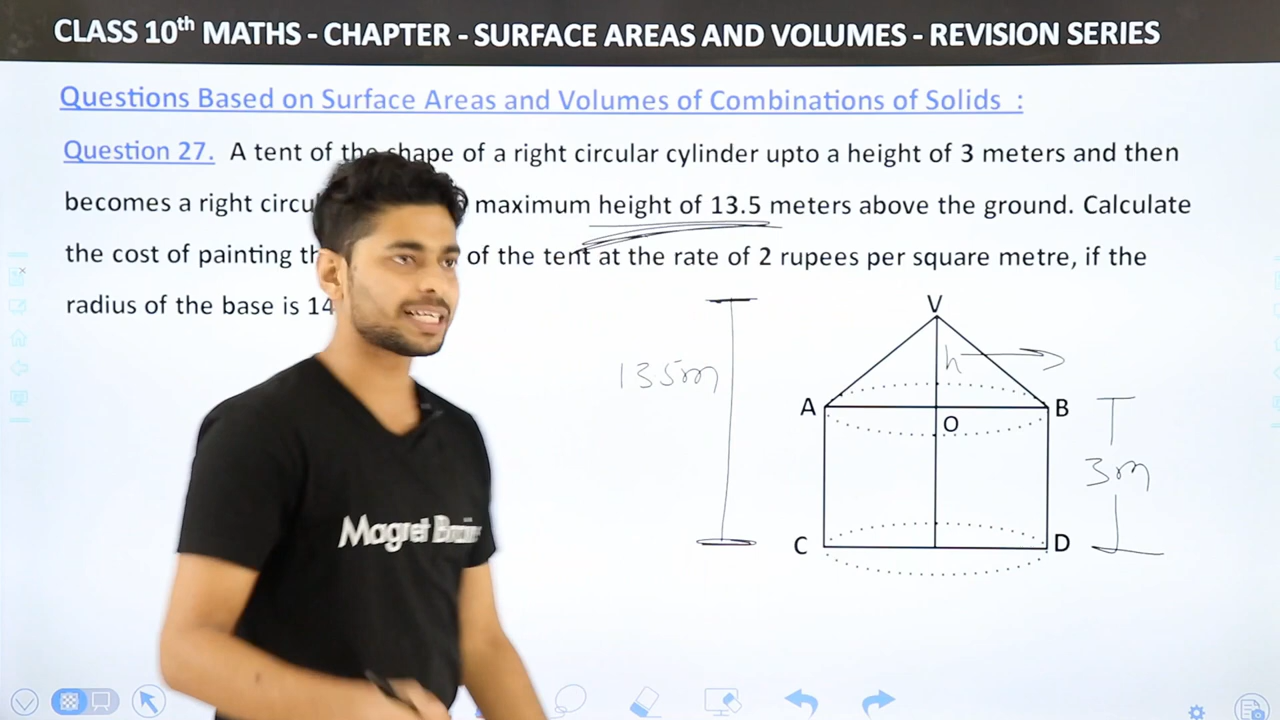 CLASS 10th MATHS - CHAPTER - SURFACE AREAS AND VOLUMES - REVISION SERIES
Questions Based on Surface Areas and Volumes of Combinations of Solids :
Question 27. A tent of the shape of a right circular cylinder upto a height of 3 meters and then
becomes a right maximum height of 13.5 meters above the ground. Calculate
the cost of painting of the tent at the rate of 2 rupees per square metre, if the
radius of the base is 14
V
h
135m
A
B
O
3m
C
D
Magnet Brains